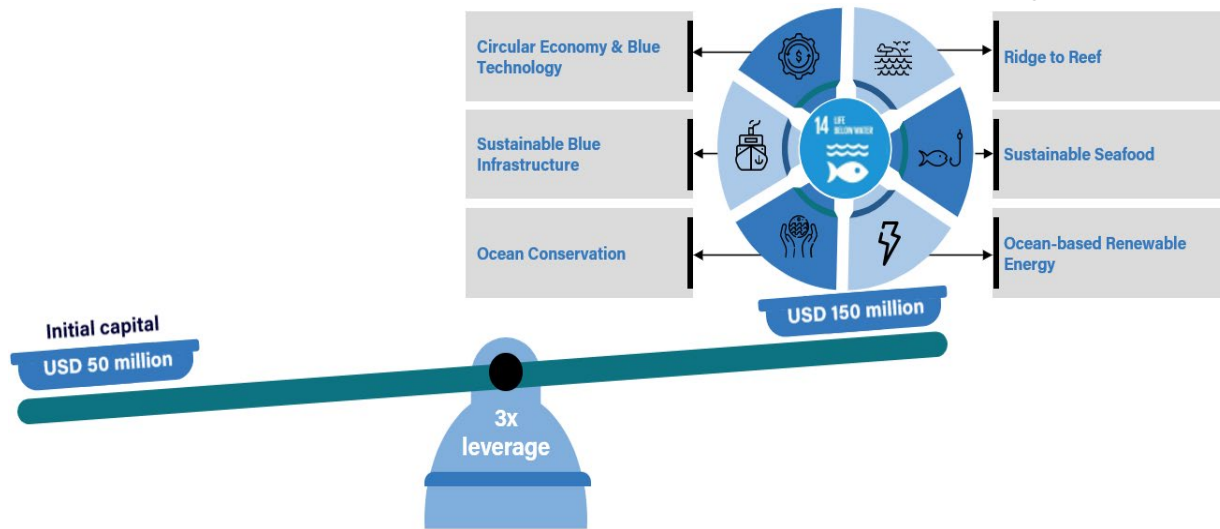 Circular Economy & Blue
Technology
Ridge to Reef
14 LIFE
BELOW WATER
Sustainable Blue
Infrastructure
Sustainable Seafood
Ocean Conservation
Ocean-based Renewable
Energy
$
USD 150 million
Initial capital
USD 50 million
3x
leverage